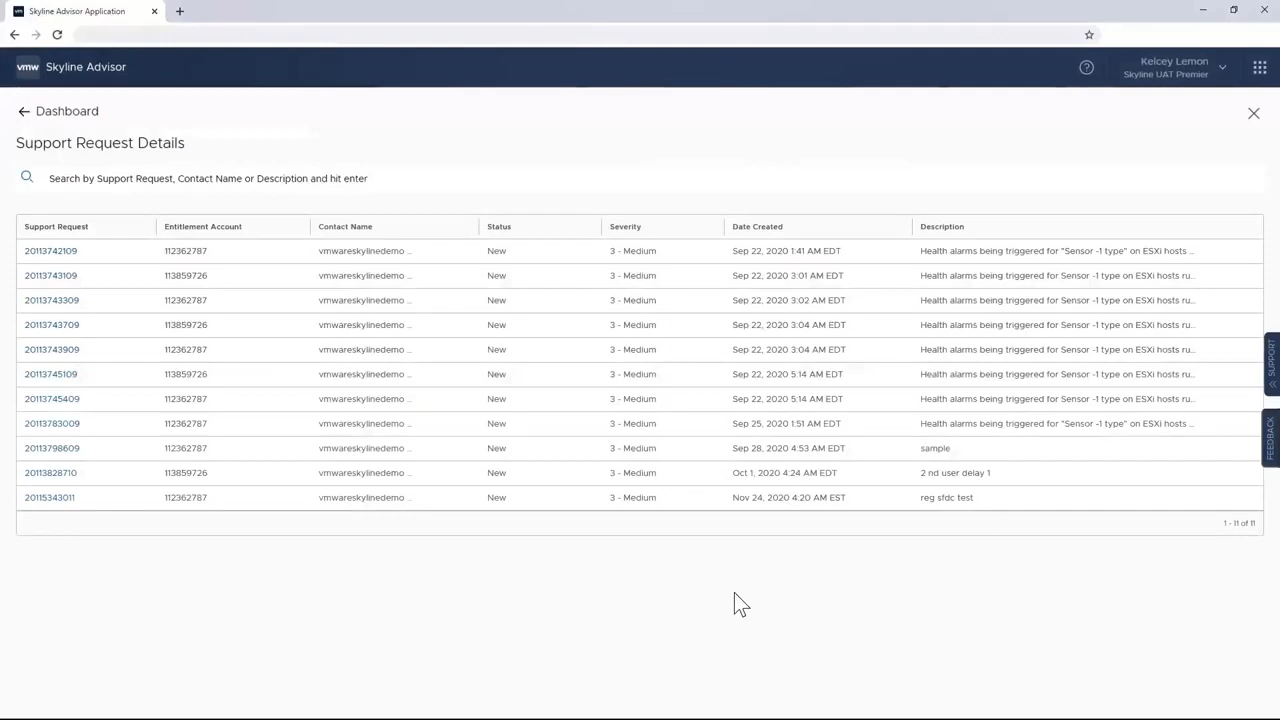 vm Skyline Advisor Application
vmw Skyline Advisor
Kelcey Lemon
Skyline UAT Premier
Dashboard
Support Request Details
Search by Support Request, Contact Name or Description and hit enter
Support Request Entitlement Account Contact Name Status Severity Date Created Description
20113742109 112362787 vmwareskylinedemo ... New 3 - Medium Sep 22, 2020 1:41 AM EDT Health alarms being triggered for "Sensor -1 type" on ESXi hosts ...
20113743109 113859726 vmwareskylinedemo ... New 3 - Medium Sep 22, 2020 3:01 AM EDT Health alarms being triggered for Sensor -1 type on ESXi hosts ru...
20113743309 112362787 vmwareskylinedemo ... New 3 - Medium Sep 22, 2020 3:02 AM EDT Health alarms being triggered for Sensor -1 type on ESXi hosts ru...
20113743709 113859726 vmwareskylinedemo ... New 3 - Medium Sep 22, 2020 3:04 AM EDT Health alarms being triggered for Sensor -1 type on ESXi hosts ru...
20113743909 112362787 vmwareskylinedemo ... New 3 - Medium Sep 22, 2020 3:04 AM EDT Health alarms being triggered for Sensor -1 type on ESXi hosts ru...
20113745109 113859726 vmwareskylinedemo ... New 3 - Medium Sep 22, 2020 5:14 AM EDT Health alarms being triggered for Sensor -1 type on ESXi hosts ru...
20113745409 112362787 vmwareskylinedemo ... New 3 - Medium Sep 22, 2020 5:14 AM EDT Health alarms being triggered for Sensor -1 type on ESXi hosts ru...
20113783009 112362787 vmwareskylinedemo ... New 3 - Medium Sep 25, 2020 1:51 AM EDT Health alarms being triggered for "Sensor -1 type" on ESXi hosts ...
20113798609 112362787 vmwareskylinedemo ... New 3 - Medium Sep 28, 2020 4:53 AM EDT sample
20113828710 113859726 vmwareskylinedemo ... New 3 - Medium Oct 1, 2020 4:24 AM EDT 2 nd user delay 1
20115343011 112362787 vmwareskylinedemo ... New 3 - Medium Nov 24, 2020 4:20 AM EST reg sfdc test
1 - 11 of 11
SUPPORT
FEEDBACK